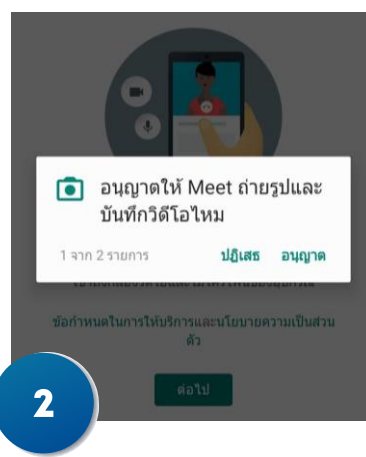 อนุญาตให้ Meet ถ่ายรูปและ
บันทึกวิดีโอไหม
1 จาก 2 รายการ
ปฏิเสธ อนุญาต
ข้อกำหนดในการให้บริการและนโยบายความเป็นส่วน
ตัว
ต่อไป
2